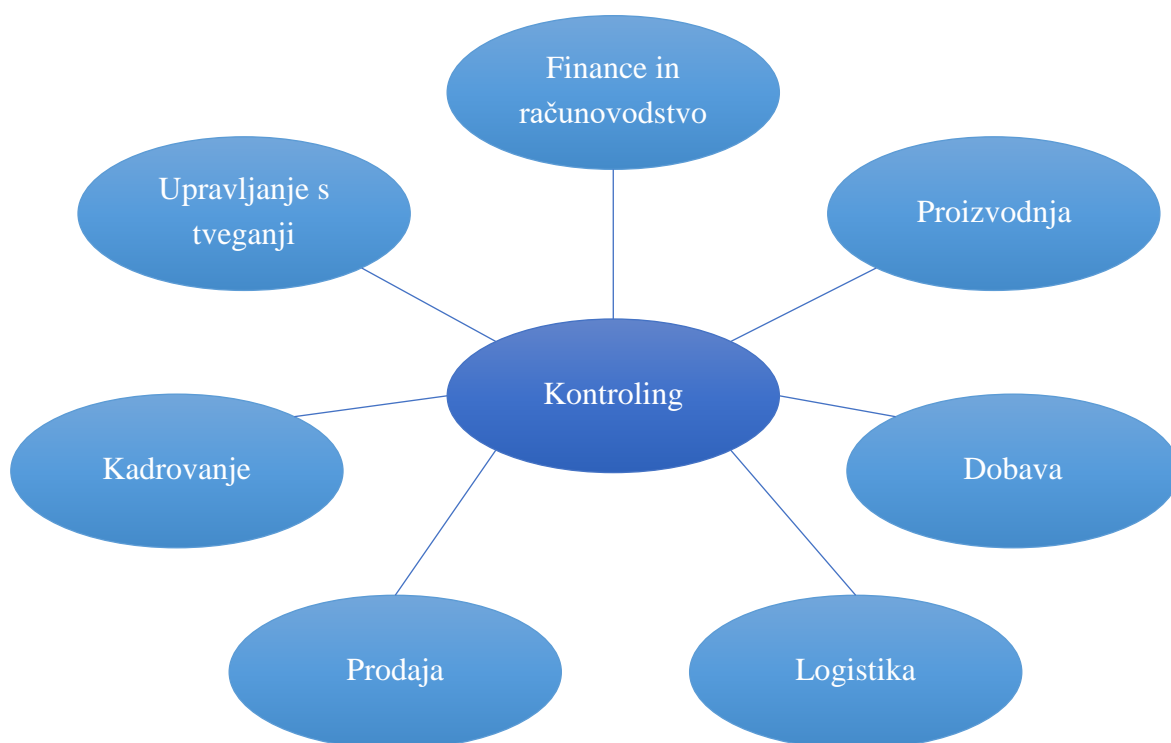 Finance in
računovodstvo
Upravljanje s
tveganji
Proizvodnja
Kontroling
Kadrovanje
Dobava
Prodaja
Logistika